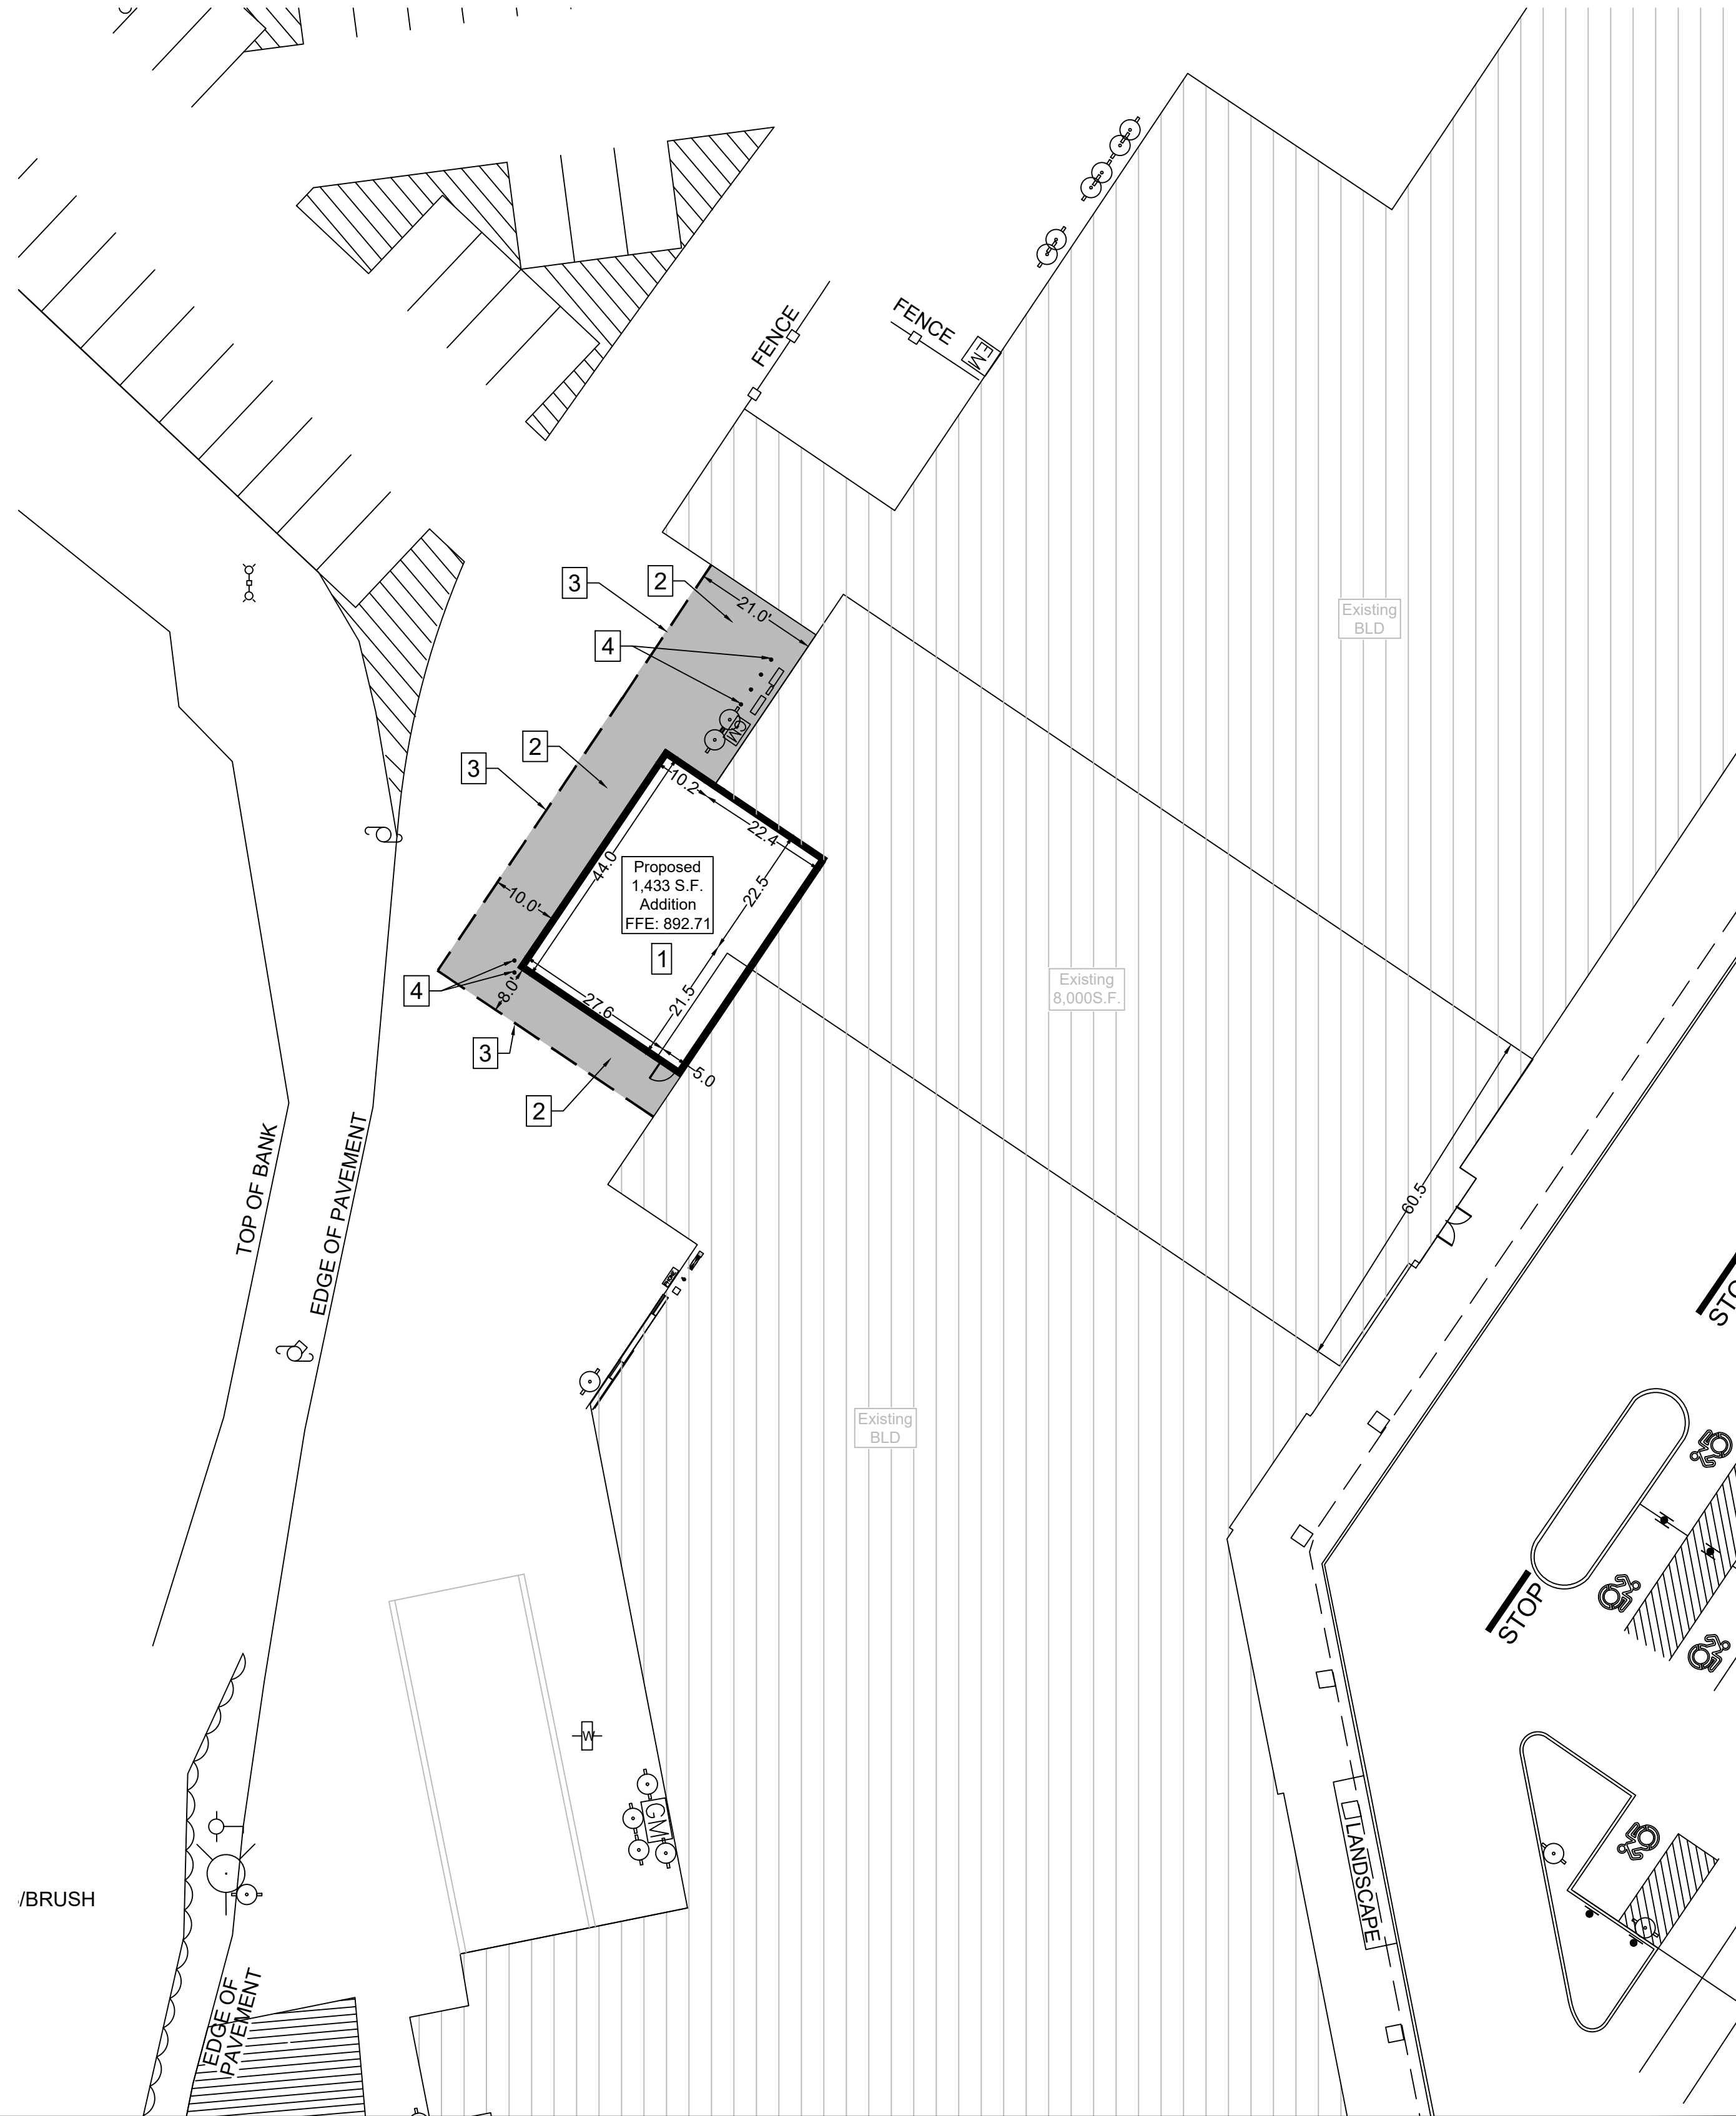 FENCE
FENCE
EM
3
2
21.0'
4
Existing
BLD
GM
2
3
10.2
22.4
44.0
Proposed
1,433 S.F.
Addition
FFE: 892.71
22.5
10.0'
1
4
8.0'
27.6
21.5
Existing
8,000S.F.
3
5.0
2
TOP OF BANK
EDGE OF PAVEMENT
60.5
STO
PHONE
Existing
BLD
STOP
W
GM
LANDSCAPE
/BRUSH
EDGE OF
PAVEMENT